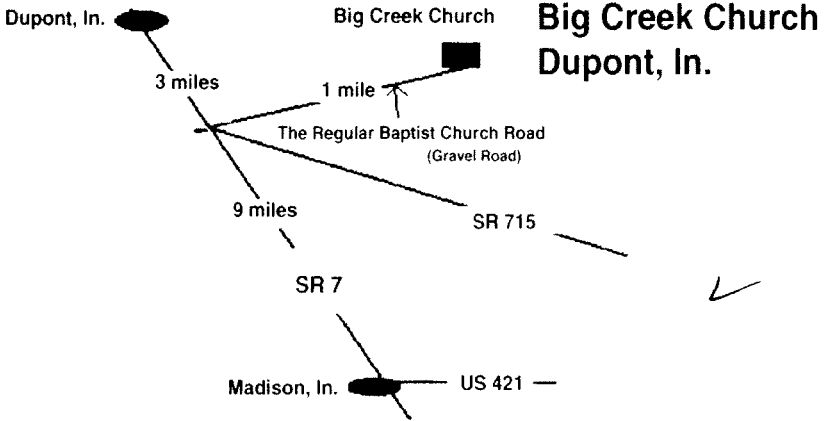 Big Creek Church
Dupont, In.
Dupont, In.
Big Creek Church
3 miles
1 mile
The Regular Baptist Church Road
(Gravel Road)
9 miles
SR 715
SR 7
Madison, In.
US 421